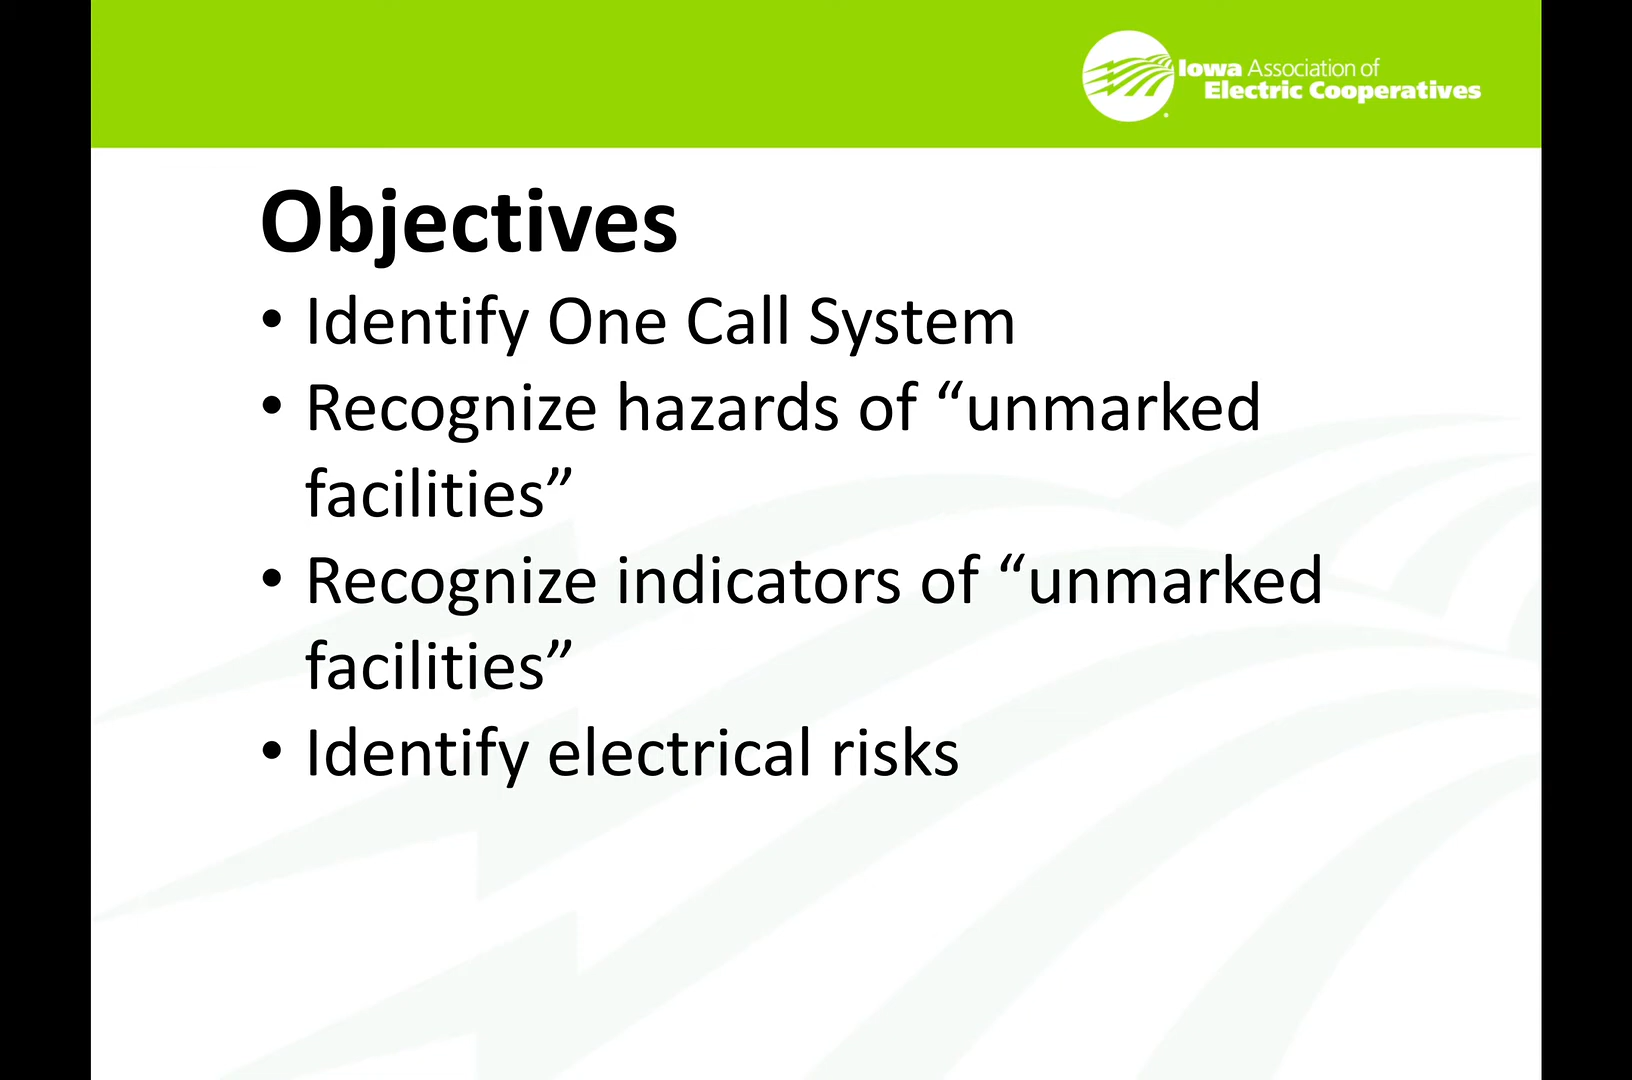 Iowa Association of
Electric Cooperatives
Objectives
• Identify One Call System
• Recognize hazards of “unmarked
facilities”
• Recognize indicators of “unmarked
facilities”
• Identify electrical risks